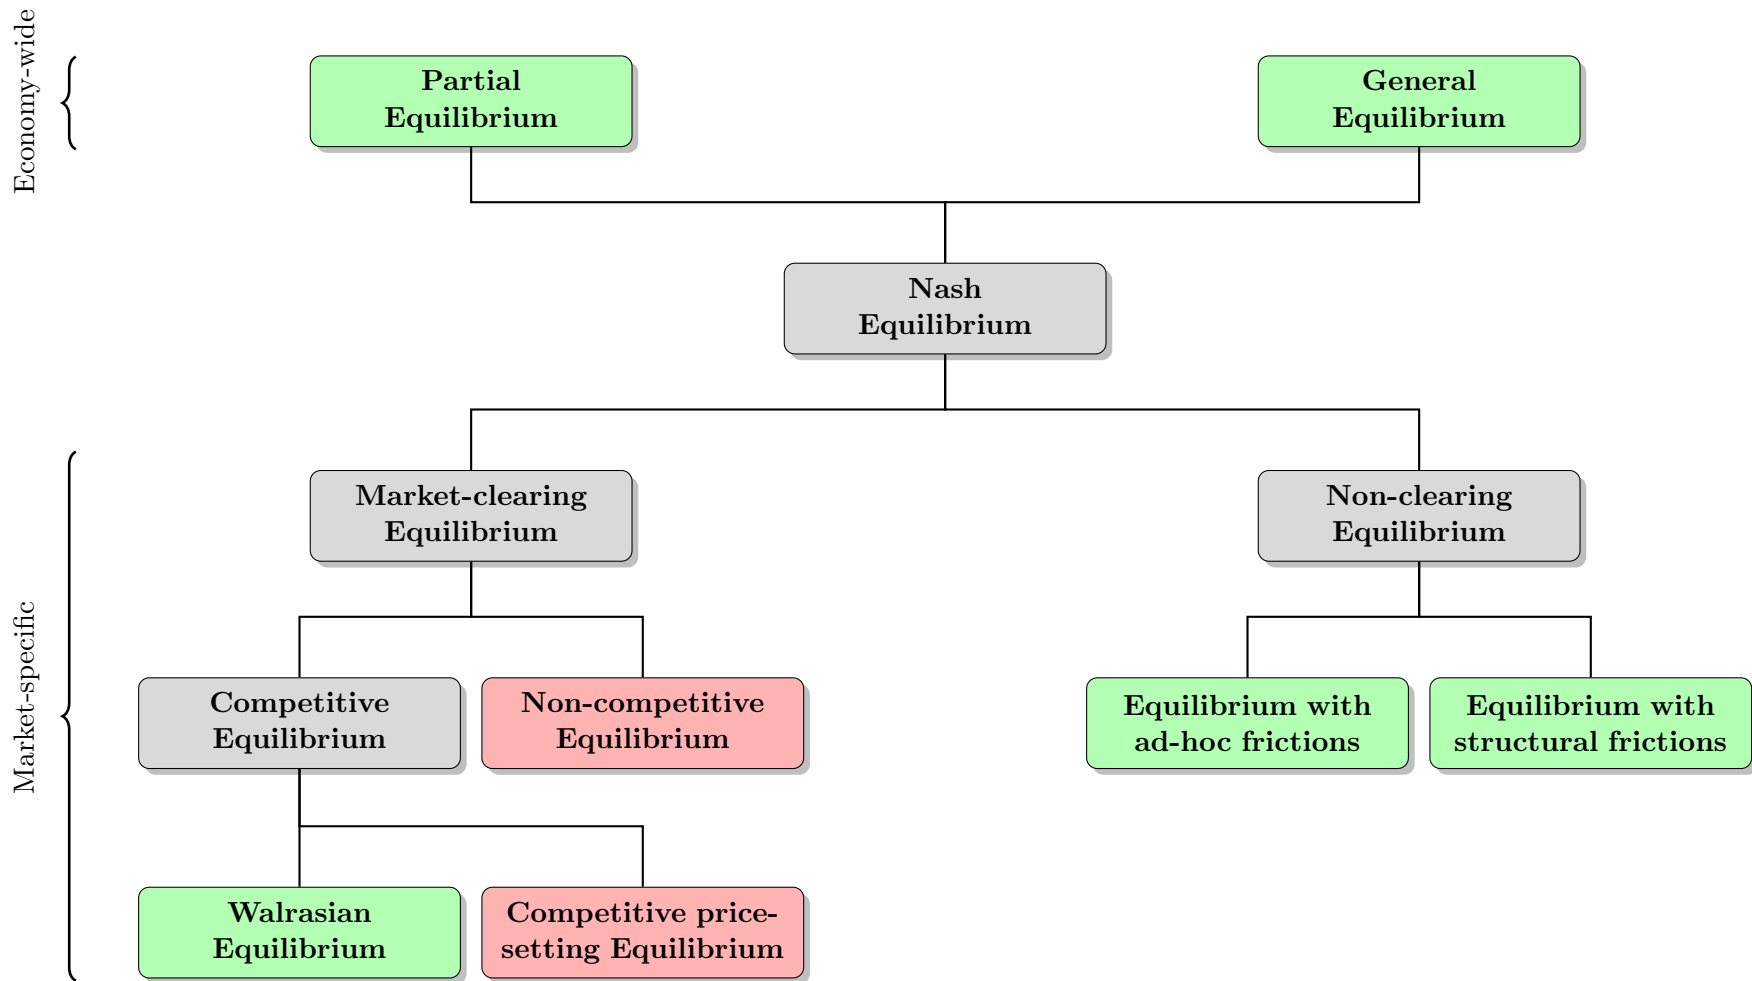 Economy-wide
Partial
Equilibrium
General
Equilibrium
Nash
Equilibrium
Market-specific
Market-clearing
Equilibrium
Non-clearing
Equilibrium
Competitive
Equilibrium
Non-competitive
Equilibrium
Equilibrium with
ad-hoc frictions
Equilibrium with
structural frictions
Walrasian
Equilibrium
Competitive price-
setting Equilibrium